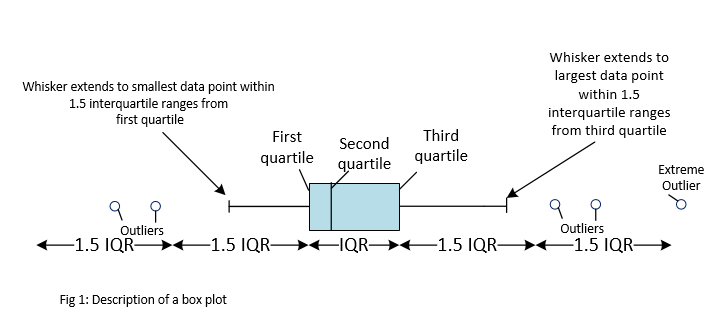 Whisker extends to
largest data point
within 1.5
interquartile ranges
from third quartile
Whisker extends to smallest data point within
1.5 interquartile ranges from
first quartile
First
quartile
Second
quartile
Third
quartile
Extreme
Outlier
Outliers
Outliers
1.5 IQR
1.5 IQR
IQR
1.5 IQR
1.5 IQR
Fig 1: Description of a box plot